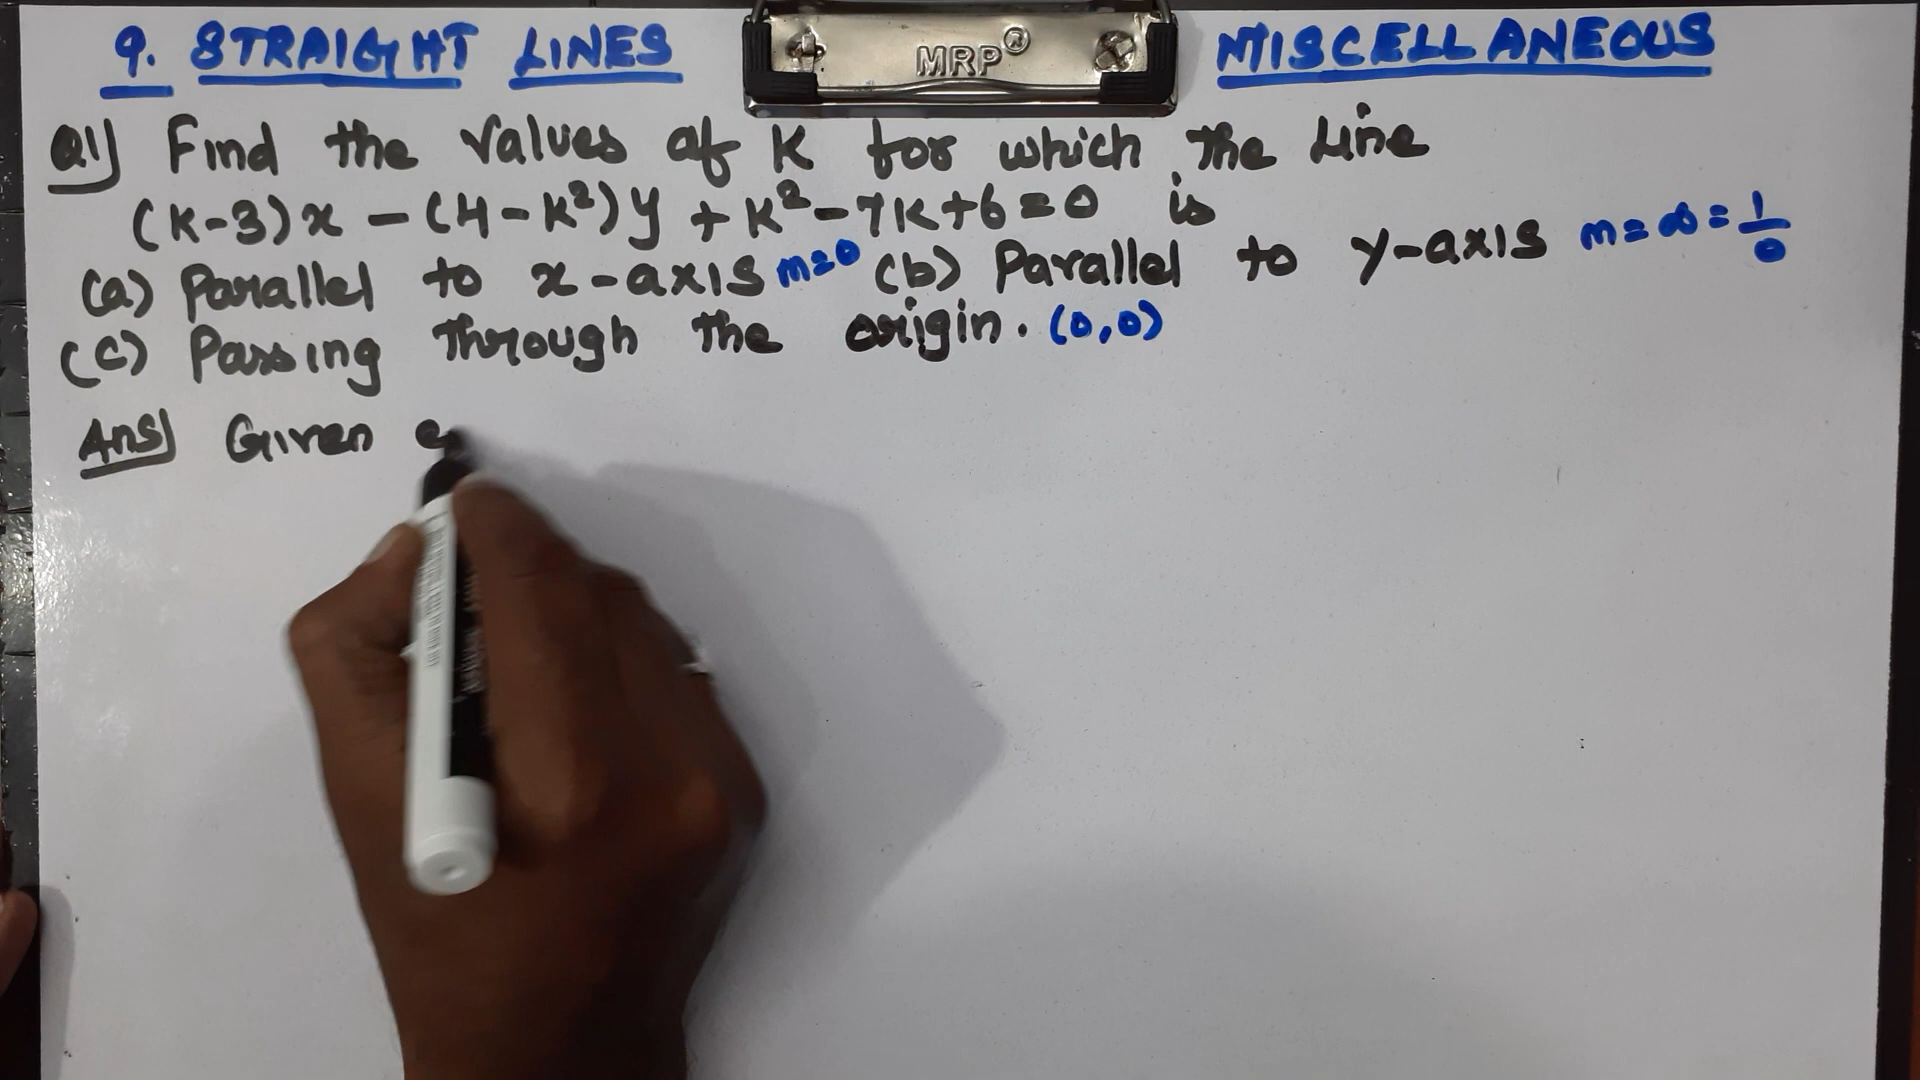 9. STRAIGHT LINES
MRP®
MISCELLANEOUS
Q1) Find the values of K for which the line
(K-3)x - (4-K²)y + K²-7K+6=0 is
(a) Parallel to x-axis m=0 (b) Parallel to y-axis m=∞=1/0
(c) Passing through the origin. (0,0)
Ans) Given